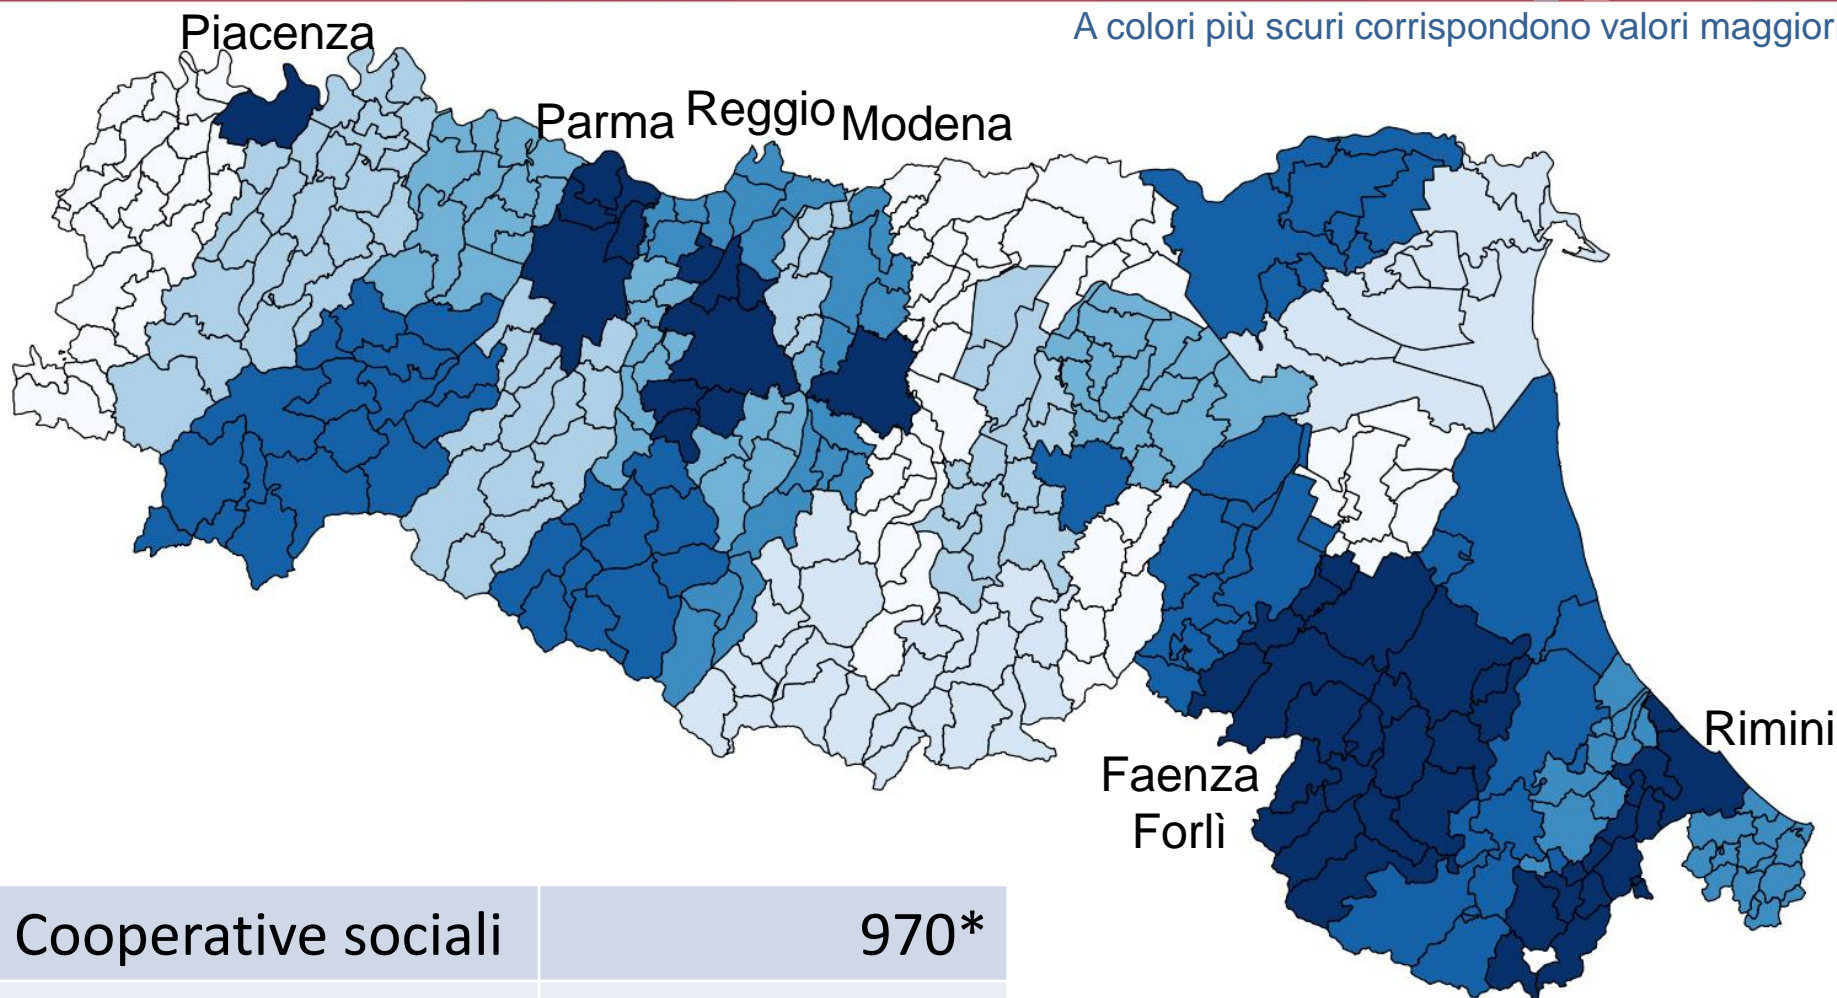 A colori più scuri corrispondono valori maggiori
Piacenza
Parma
Reggio
Modena
Rimini
Faenza
Forlì
Cooperative sociali 970*